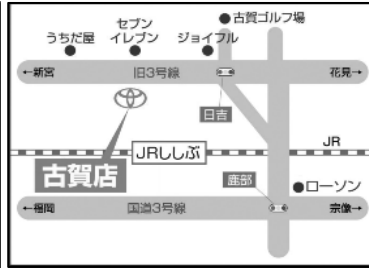 ●古賀ゴルフ場
セブン
うちだ屋 イレブン ジョイフル
←新宮 旧3号線 花見→
日吉
JR
JRししぶ
古賀店
鹿部
●ローソン
←福岡 国道3号線 宗像→